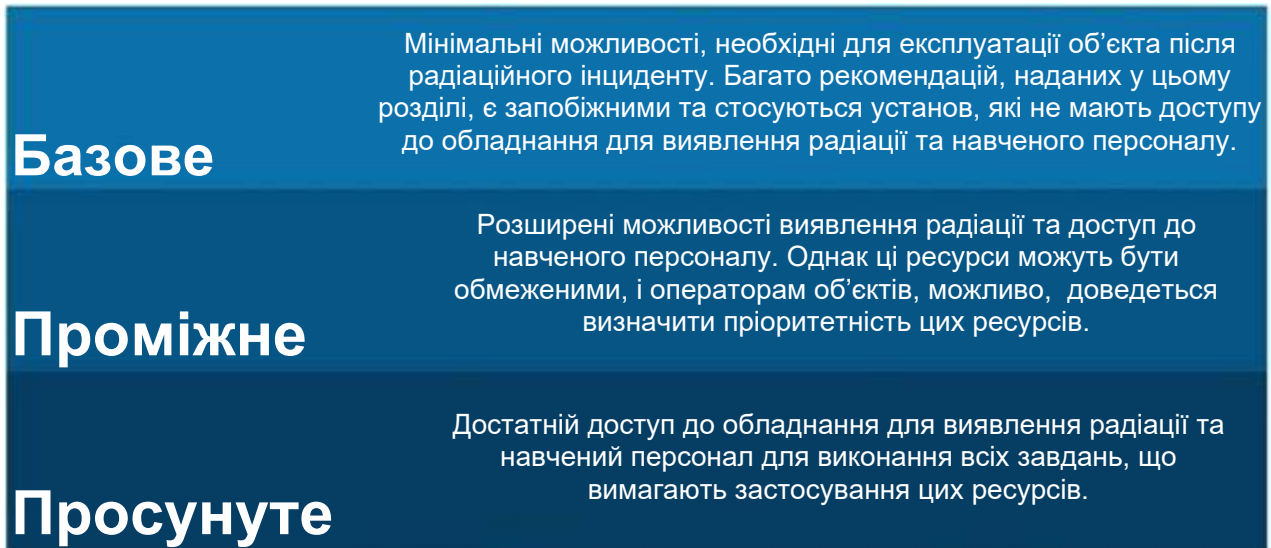 Базове
Мінімальні можливості, необхідні для експлуатації об’єкта після
радіаційного інциденту. Багато рекомендацій, наданих у цьому
розділі, є запобіжними та стосуються установ, які не мають доступу
до обладнання для виявлення радіації та навченого персоналу.
Проміжне
Розширені можливості виявлення радіації та доступ до
навченого персоналу. Однак ці ресурси можуть бути
обмеженими, і операторам об’єктів, можливо,  доведеться
визначити пріоритетність цих ресурсів.
Просунуте
Достатній доступ до обладнання для виявлення радіації та
навчений персонал для виконання всіх завдань, що
вимагають застосування цих ресурсів.